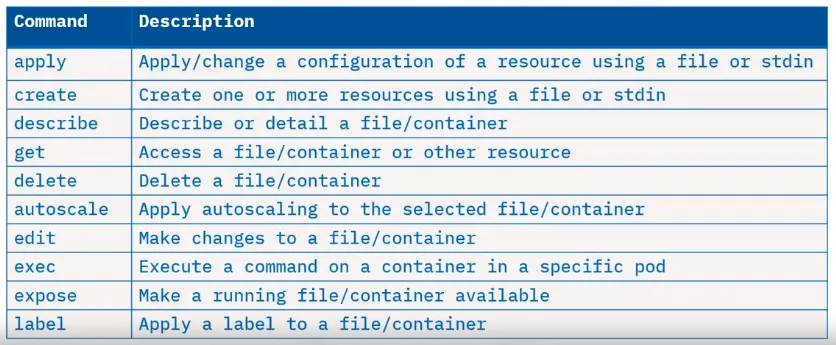 Command Description
apply Apply/change a configuration of a resource using a file or stdin
create Create one or more resources using a file or stdin
describe Describe or detail a file/container
get Access a file/container or other resource
delete Delete a file/container
autoscale Apply autoscaling to the selected file/container
edit Make changes to a file/container
exec Execute a command on a container in a specific pod
expose Make a running file/container available
label Apply a label to a file/container